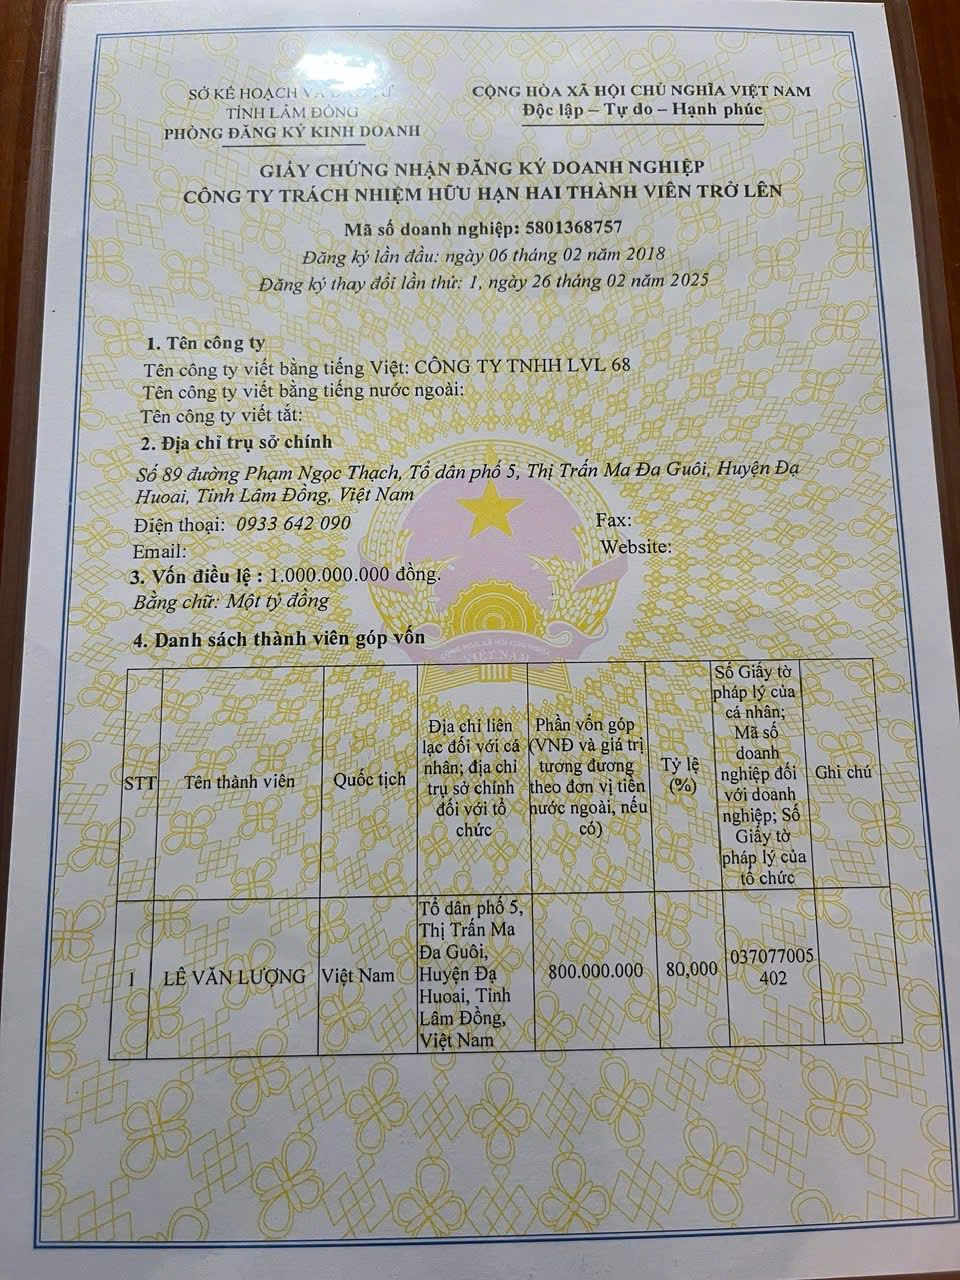 SỞ KẾ HOẠCH VÀ ĐẦU TƯ
TỈNH LÂM ĐỒNG
PHÒNG ĐĂNG KÝ KINH DOANH
CỘNG HÒA XÃ HỘI CHỦ NGHĨA VIỆT NAM
Độc lập – Tự do – Hạnh phúc
GIẤY CHỨNG NHẬN ĐĂNG KÝ DOANH NGHIỆP
CÔNG TY TRÁCH NHIỆM HỮU HẠN HAI THÀNH VIÊN TRỞ LÊN
Mã số doanh nghiệp: 5801368757
Đăng ký lần đầu: ngày 06 tháng 02 năm 2018
Đăng ký thay đổi lần thứ: 1, ngày 26 tháng 02 năm 2025
1. Tên công ty
Tên công ty viết bằng tiếng Việt: CÔNG TY TNHH LVL 68
Tên công ty viết bằng tiếng nước ngoài:
Tên công ty viết tắt:
2. Địa chỉ trụ sở chính
Số 89 đường Phạm Ngọc Thạch, Tổ dân phố 5, Thị Trấn Ma Đa Guôi, Huyện Đạ
Huoai, Tỉnh Lâm Đồng, Việt Nam
Điện thoại: 0933 642 090
Fax:
Email:
Website:
3. Vốn điều lệ : 1.000.000.000 đồng.
Bằng chữ: Một tỷ đồng
4. Danh sách thành viên góp vốn
CỘNG HÒA XÃ HỘI CHỦ NGHĨA
VIỆT NAM
STT
Tên thành viên
Quốc tịch
Địa chỉ liên
lạc đối với cá
nhân; địa chỉ
trụ sở chính
đối với tổ
chức
Phần vốn góp
(VNĐ và giá trị
tương đương
theo đơn vị tiền
nước ngoài, nếu
có)
Tỷ lệ
(%)
Số Giấy tờ
pháp lý của
cá nhân;
Mã số
doanh
nghiệp đối
với doanh
nghiệp; Số
Giấy tờ
pháp lý của
tổ chức
Ghi chú
1
LÊ VĂN LƯỢNG
Việt Nam
Tổ dân phố 5,
Thị Trấn Ma
Đa Guôi,
Huyện Đạ
Huoai, Tỉnh
Lâm Đồng,
Việt Nam
800.000.000
80,000
037077005
402